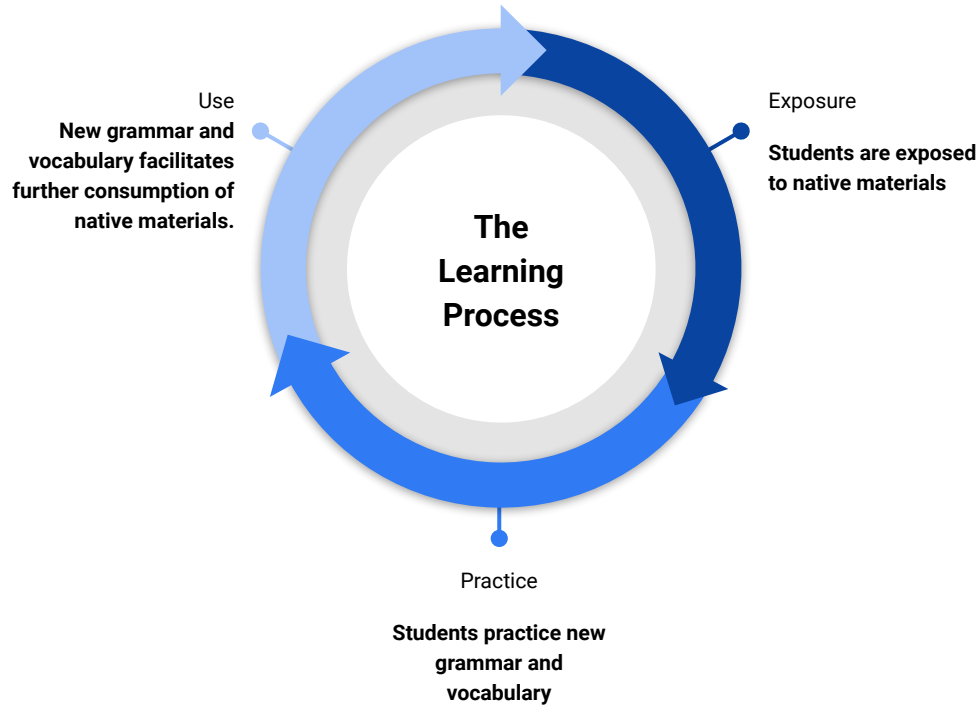 The
Learning
Process
Exposure
Students are exposed
to native materials
Practice
Students practice new
grammar and
vocabulary
Use
New grammar and
vocabulary facilitates
further consumption of
native materials.